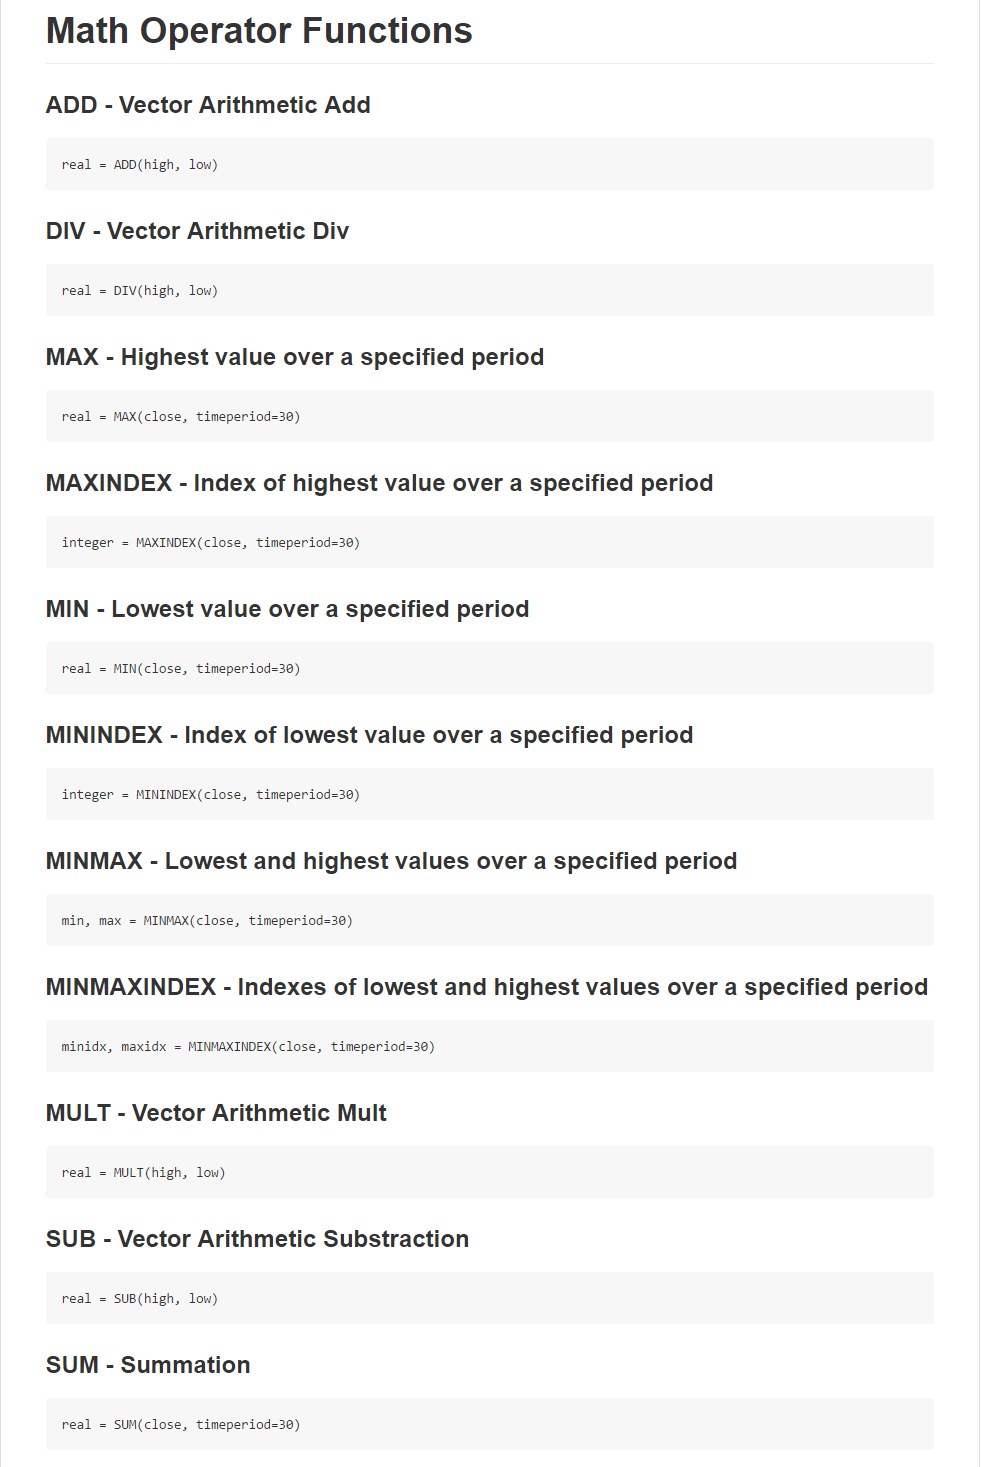 Math Operator Functions
ADD - Vector Arithmetic Add
real = ADD(high, low)
DIV - Vector Arithmetic Div
real = DIV(high, low)
MAX - Highest value over a specified period
real = MAX(close, timeperiod=30)
MAXINDEX - Index of highest value over a specified period
integer = MAXINDEX(close, timeperiod=30)
MIN - Lowest value over a specified period
real = MIN(close, timeperiod=30)
MININDEX - Index of lowest value over a specified period
integer = MININDEX(close, timeperiod=30)
MINMAX - Lowest and highest values over a specified period
min, max = MINMAX(close, timeperiod=30)
MINMAXINDEX - Indexes of lowest and highest values over a specified period
minidx, maxidx = MINMAXINDEX(close, timeperiod=30)
MULT - Vector Arithmetic Mult
real = MULT(high, low)
SUB - Vector Arithmetic Substraction
real = SUB(high, low)
SUM - Summation
real = SUM(close, timeperiod=30)